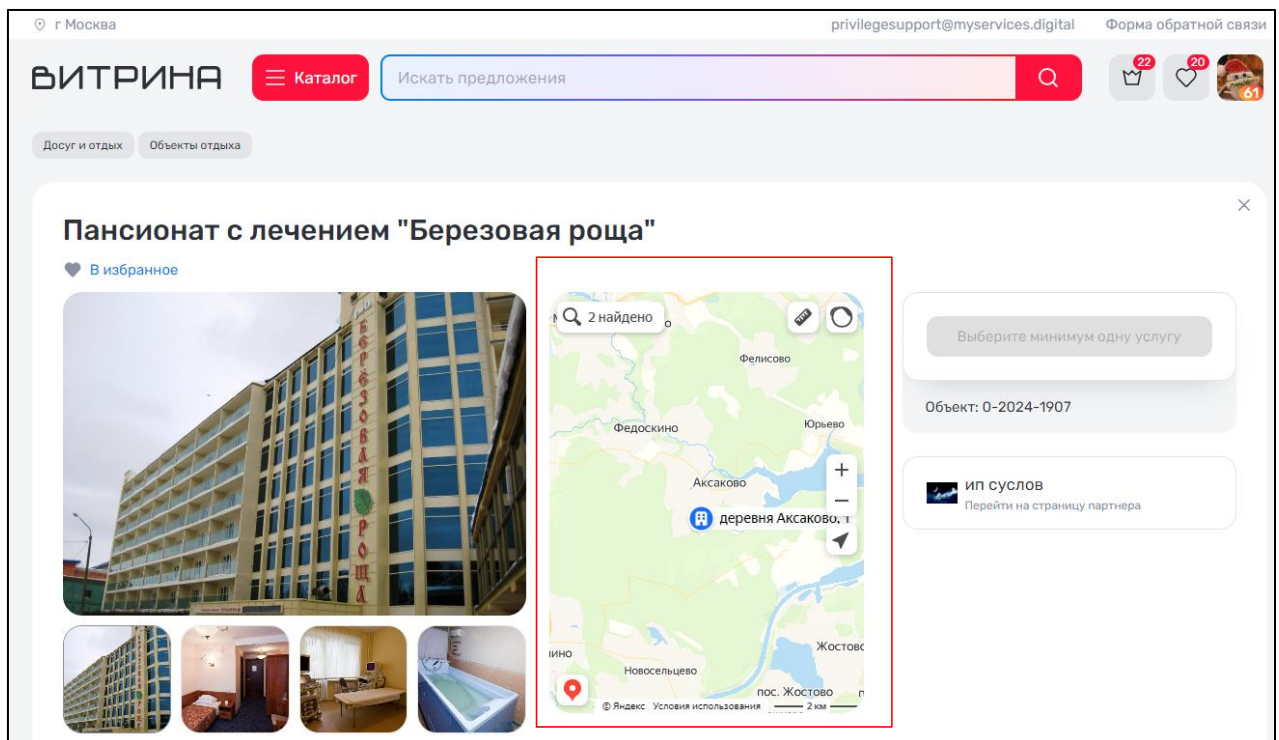 г Москва
privilegesupport@myservices.digital
Форма обратной связи
ВИТРИНА
Каталог
Искать предложения
22
20
61
Досуг и отдых
Объекты отдыха
Пансионат с лечением "Березовая роща"
В избранное
БЕРЁЗОВАЯ РОЩА
2 найдено
Фелисово
Федоскино
Юрьево
Аксаково
деревня Аксаково, 1
Новосельцево
Жостово
пос. Жостово
© Яндекс Условия использования
2 км
Выберите минимум одну услугу
Объект: 0-2024-1907
ип суслов
Перейти на страницу партнера